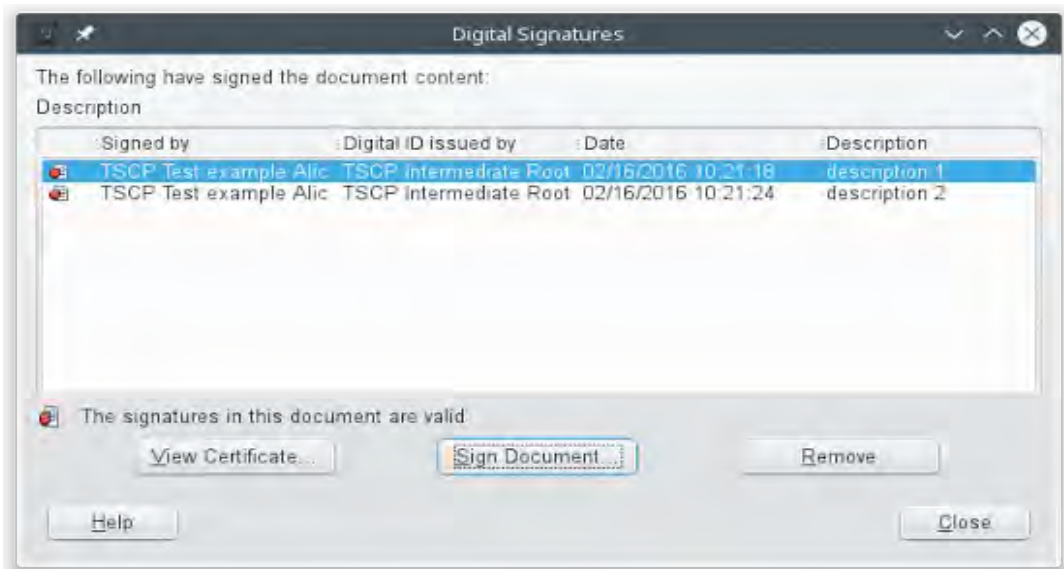 Digital Signatures
The following have signed the document content:
Description
Signed by Digital ID issued by Date Description
TSCP Test example Alic TSCP Intermediate Root 02/16/2016 10:21:18 description 1
TSCP Test example Alic TSCP Intermediate Root 02/16/2016 10:21:24 description 2
The signatures in this document are valid
View Certificate... Sign Document... Remove
Help Close